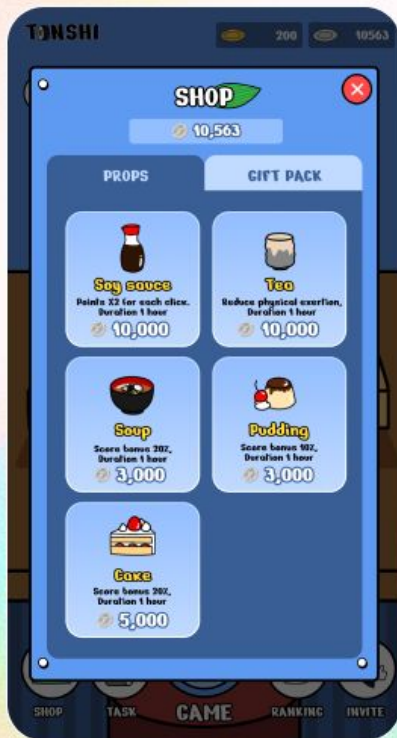 TONSHI
200
10563
SHOP
10,563
PROPS
GIFT PACK
Soy sauce
Points X2 for each slice.
Duration 1 hour
10,000
Tea
Reduce physical exertion,
Duration 1 hour
10,000
Soup
Score bonus 30%,
Duration 1 hour
3,000
Pudding
Score bonus 10%,
Duration 1 hour
3,000
Cake
Score bonus 20%,
Duration 1 hour
5,000
SHOP
TASK
GAME
RANKING
INVITE